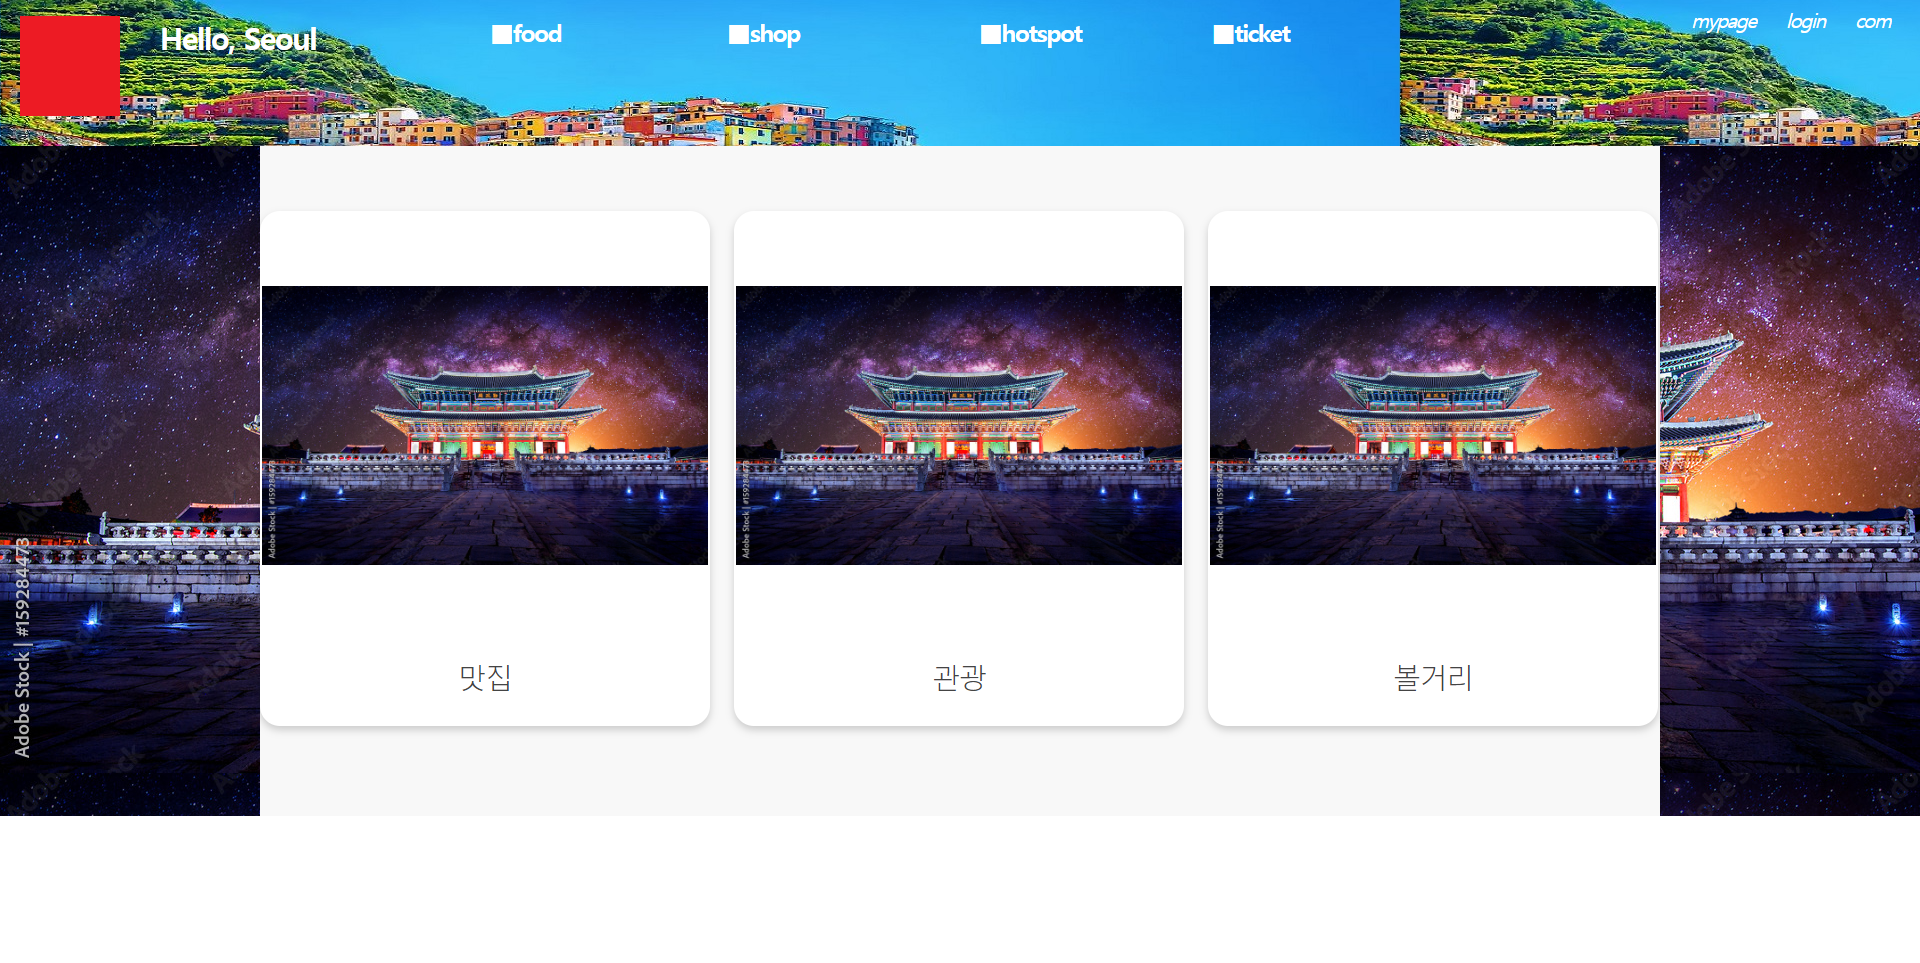 Hello, Seoul
■food
■shop
■hotspot
■ticket
mypage
login
com
맛집
관광
볼거리
Adobe Stock | #159284473